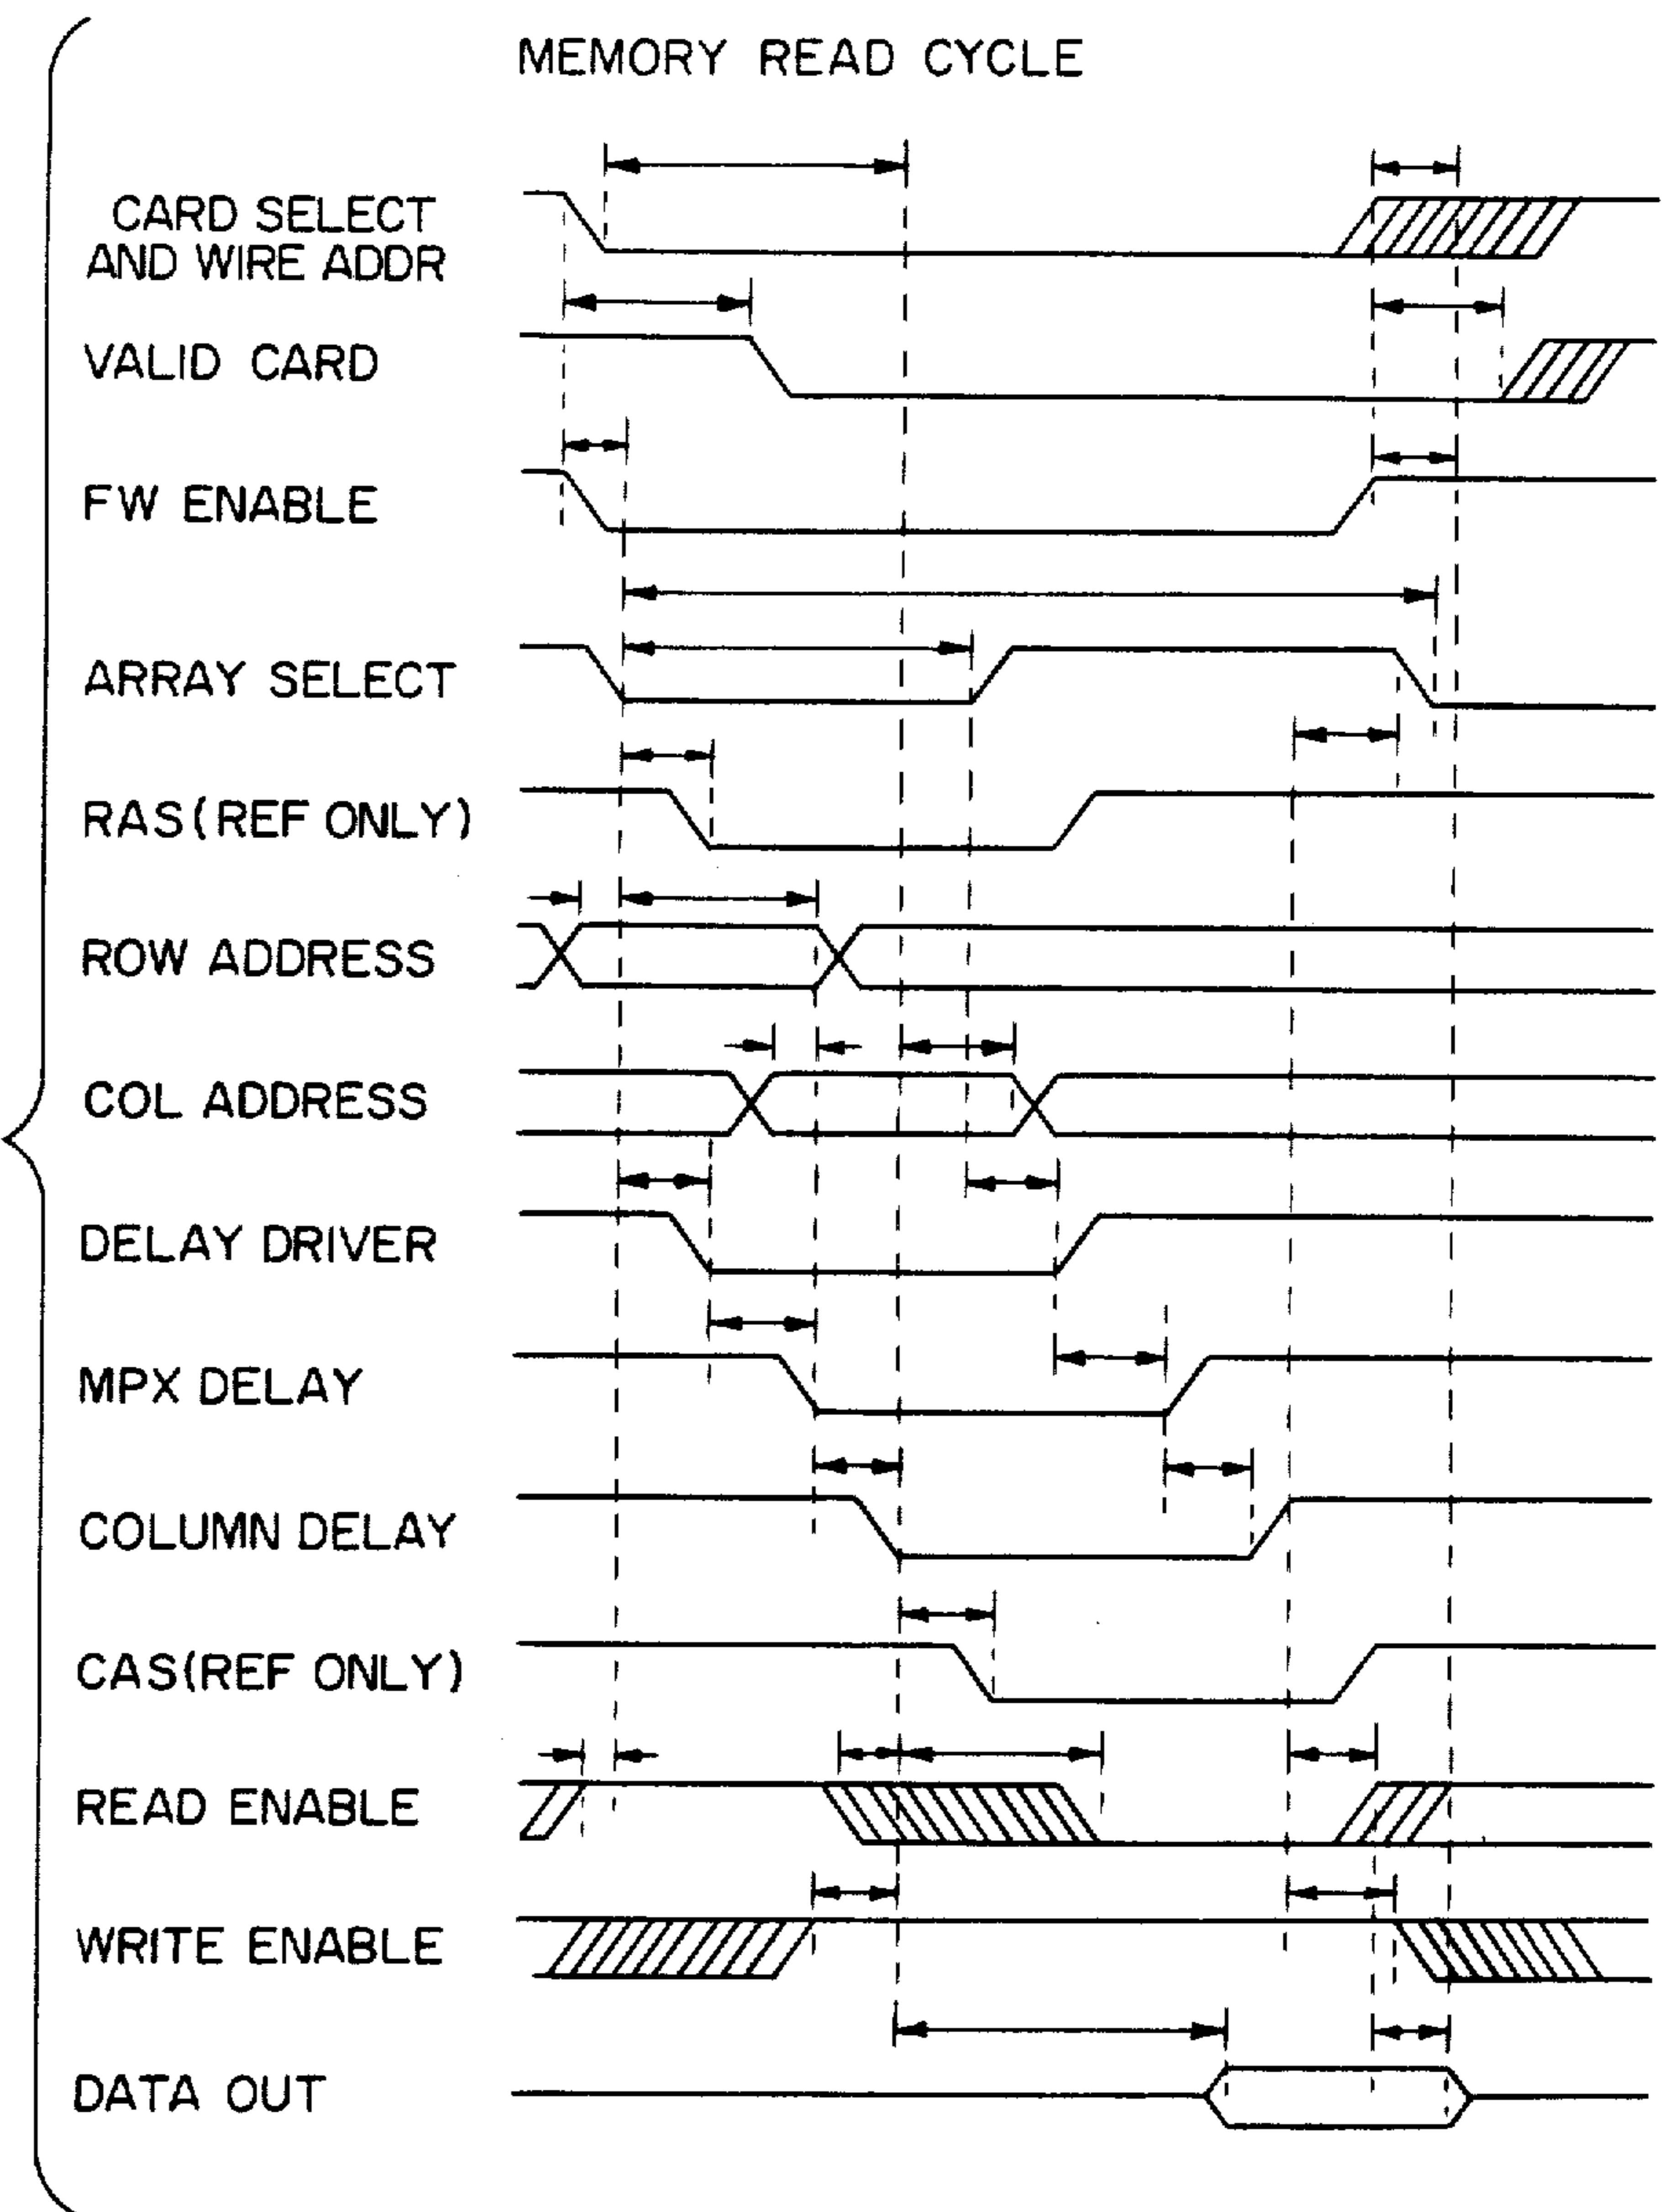 MEMORY READ CYCLE
CARD SELECT
AND WIRE ADDR
VALID CARD
FW ENABLE
ARRAY SELECT
RAS(REF ONLY)
ROW ADDRESS
COL ADDRESS
DELAY DRIVER
MPX DELAY
COLUMN DELAY
CAS(REF ONLY)
READ ENABLE
WRITE ENABLE
DATA OUT